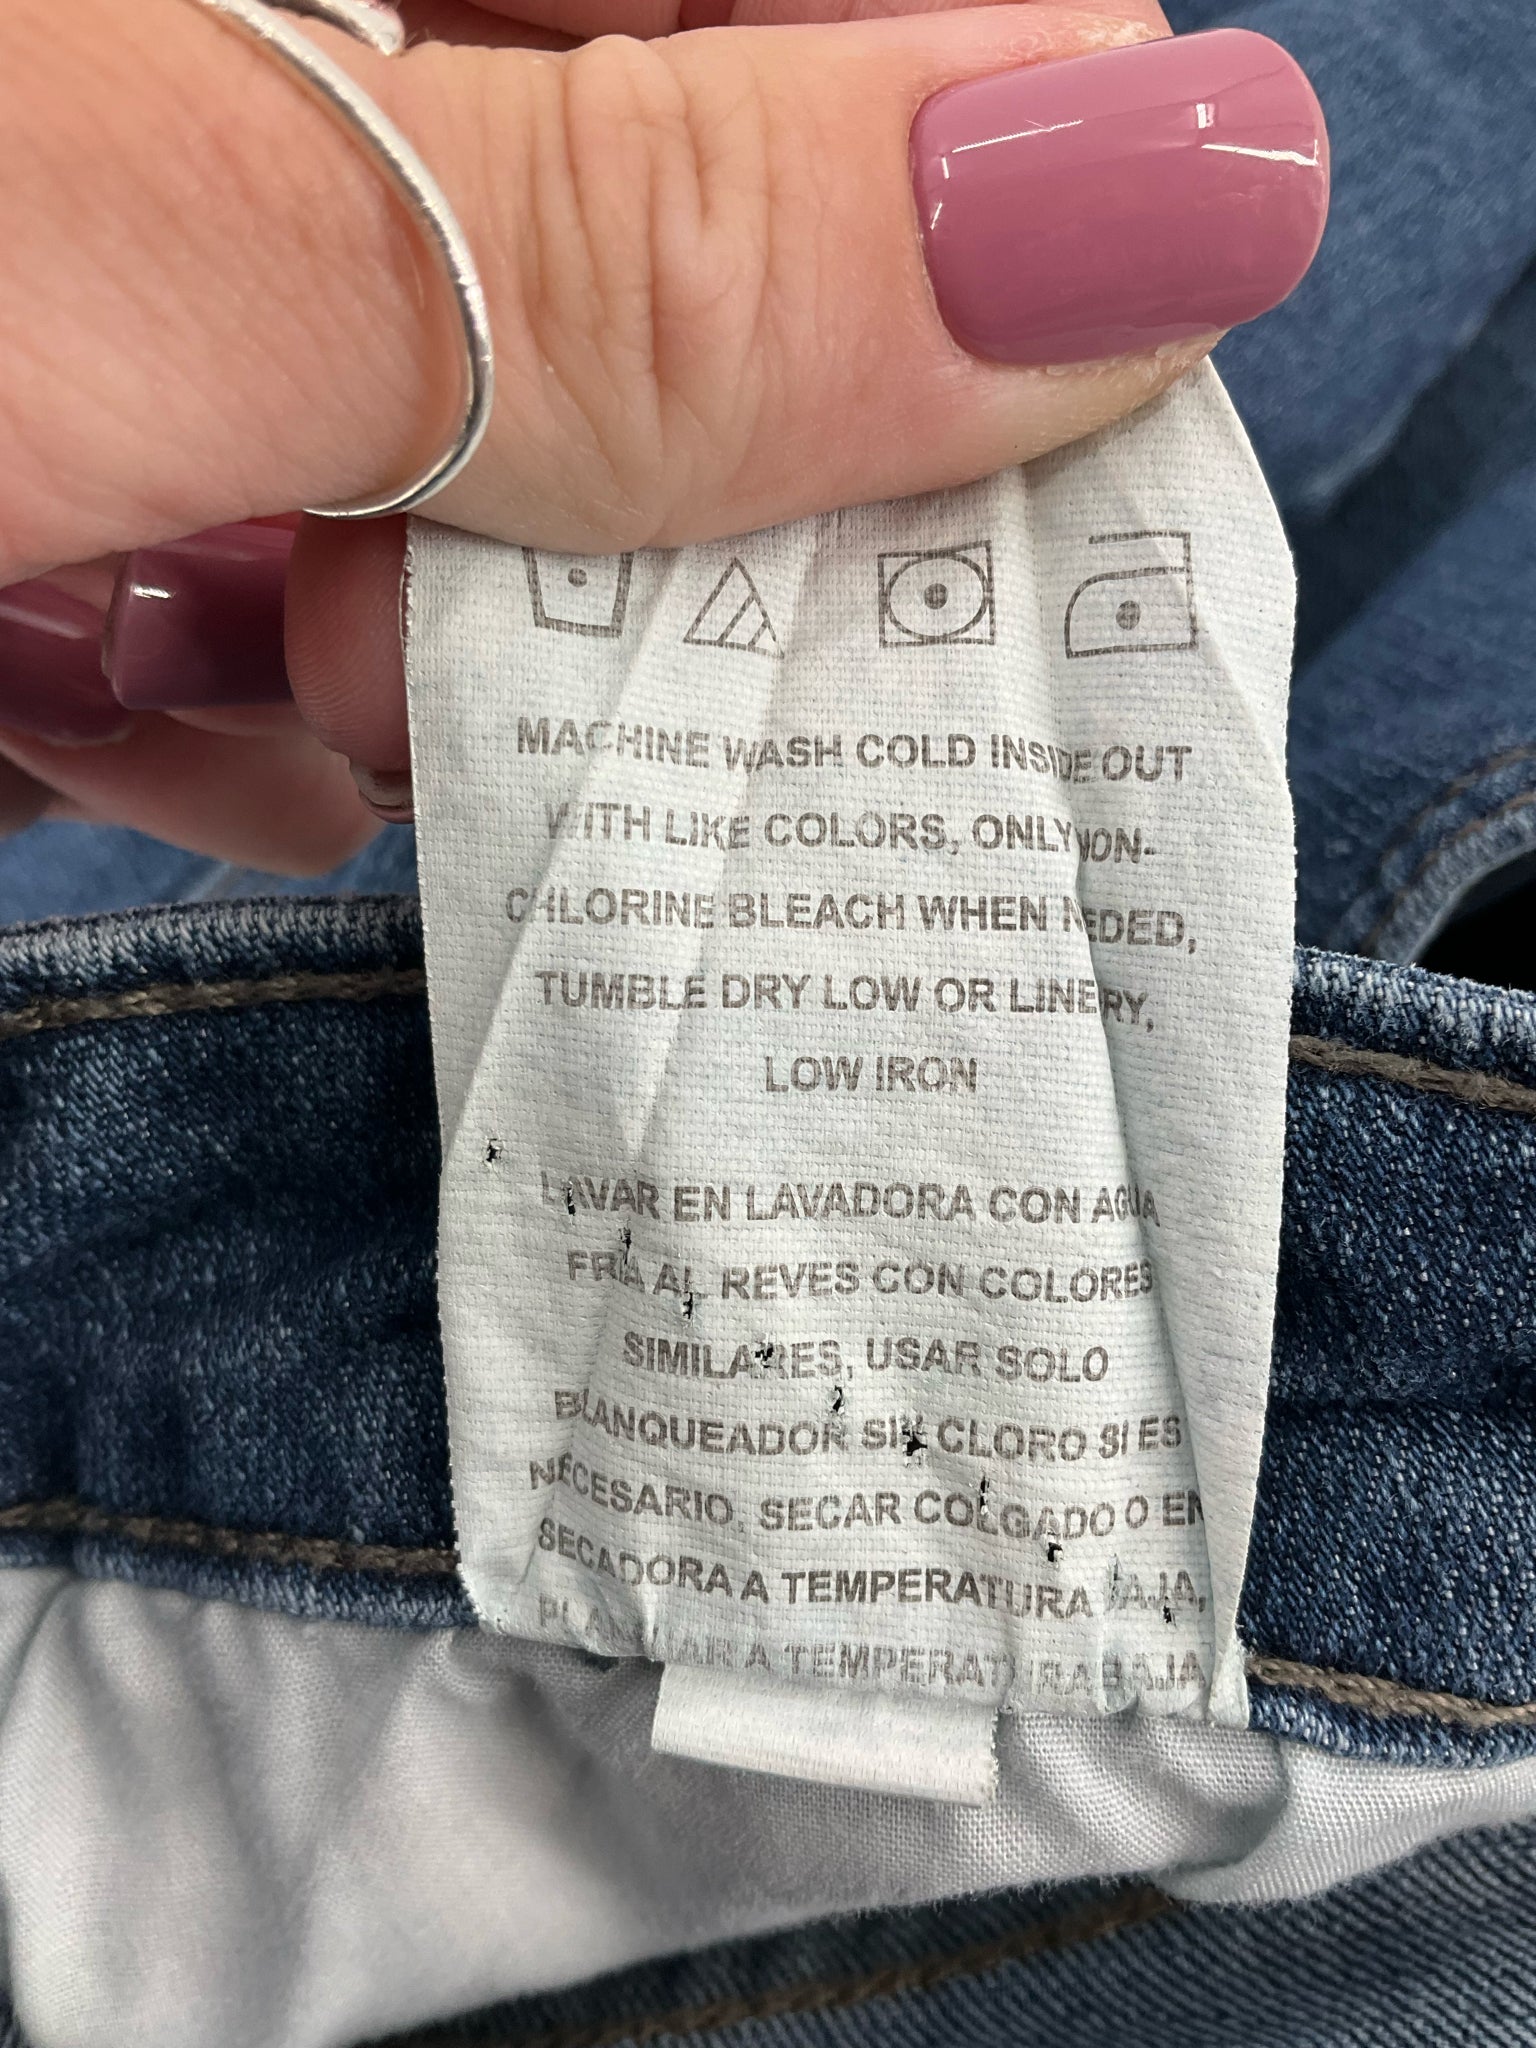 MACHINE WASH COLD INSIDE OUT
WITH LIKE COLORS, ONLY NON-
CHLORINE BLEACH WHEN NEEDED,
TUMBLE DRY LOW OR LINE DRY,
LOW IRON
LAVAR EN LAVADORA CON AGUA
FRIA AL REVES CON COLORES
SIMILARES, USAR SOLO
BLANQUEADOR SIN CLORO SI ES
NECESARIO, SECAR COLGADO O EN
SECADORA A TEMPERATURA BAJA,
PLANCHAR A TEMPERATURA BAJA